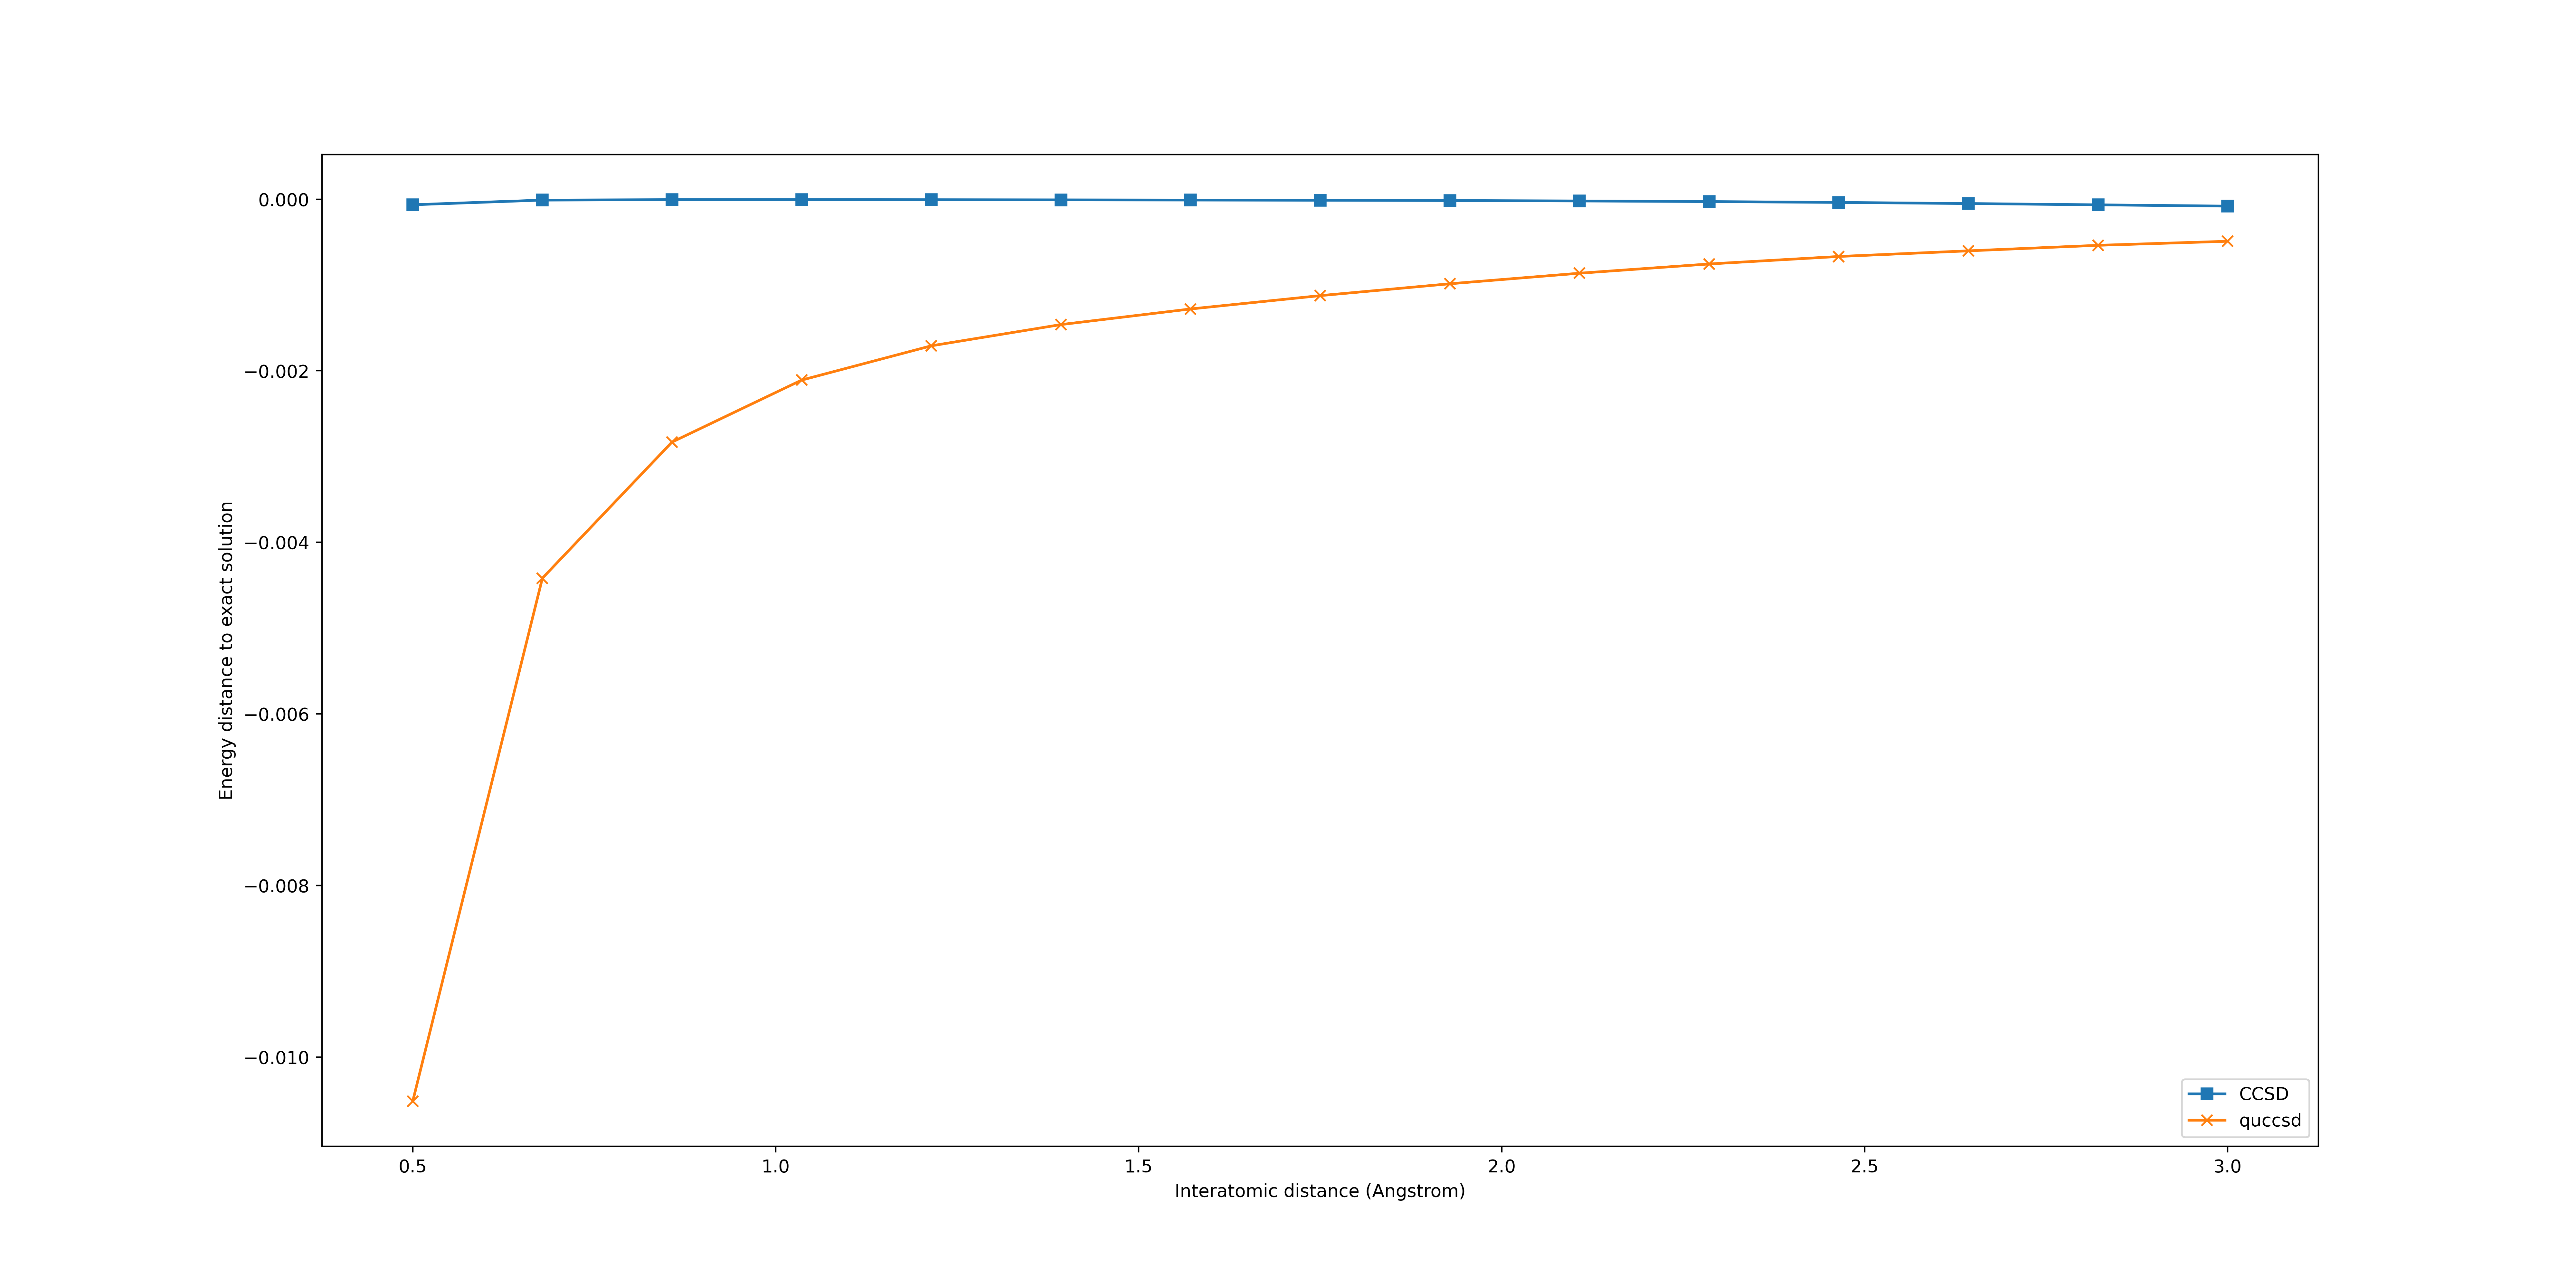 0.000
−0.002
−0.004
−0.006
−0.008
−0.010
Energy distance to exact solution
0.5 1.0 1.5 2.0 2.5 3.0
Interatomic distance (Angstrom)
CCSD
quccsd